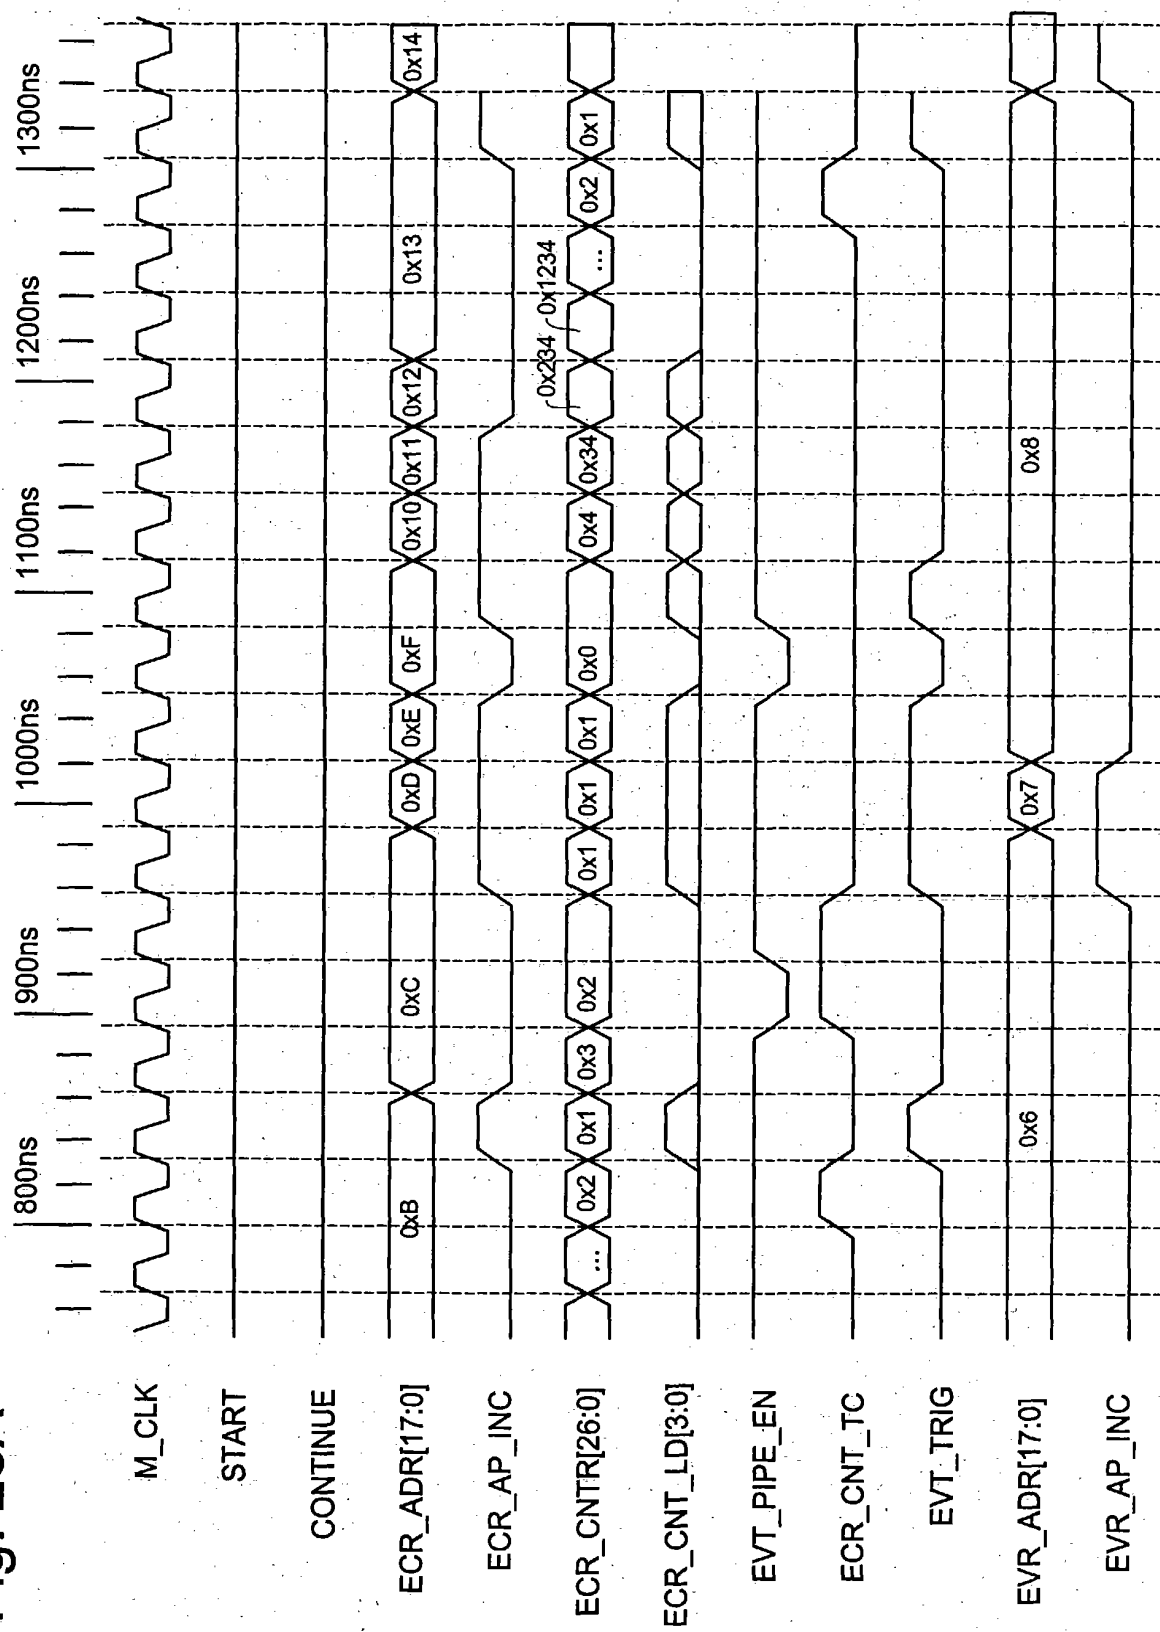 800ns 900ns 1000ns 1100ns 1200ns 1300ns
M_CLK
START
CONTINUE
ECR_ADR[17:0] 0xB 0xC 0xD 0xE 0xF 0x10 0x11 0x12 0x13 0x14
ECR_AP_INC
0x234 0x1234
ECR_CNTR[26:0] ... 0x2 0x1 0x3 0x2 0x1 0x1 0x1 0x0 0x4 0x34 ... 0x2 0x1
ECR_CNT_LD[3:0]
EVT_PIPE_EN
ECR_CNT_TC
EVT_TRIG
EVR_ADR[17:0] 0x6 0x7 0x8
EVR_AP_INC